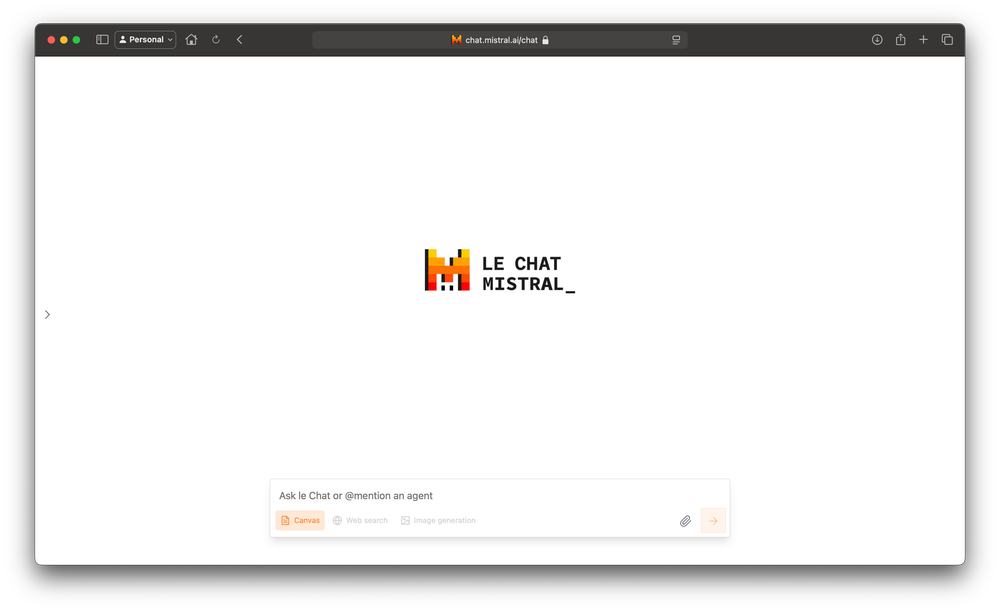 Personal
chat.mistral.ai/chat
LE CHAT
MISTRAL_
Ask le Chat or @mention an agent
Canvas Web search Image generation